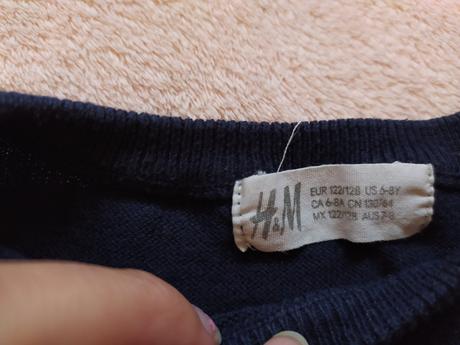 H&M
EUR 122/128 US 6-8Y
CA 6-8A CN 130/64
MX 122/128 AUS 7-8